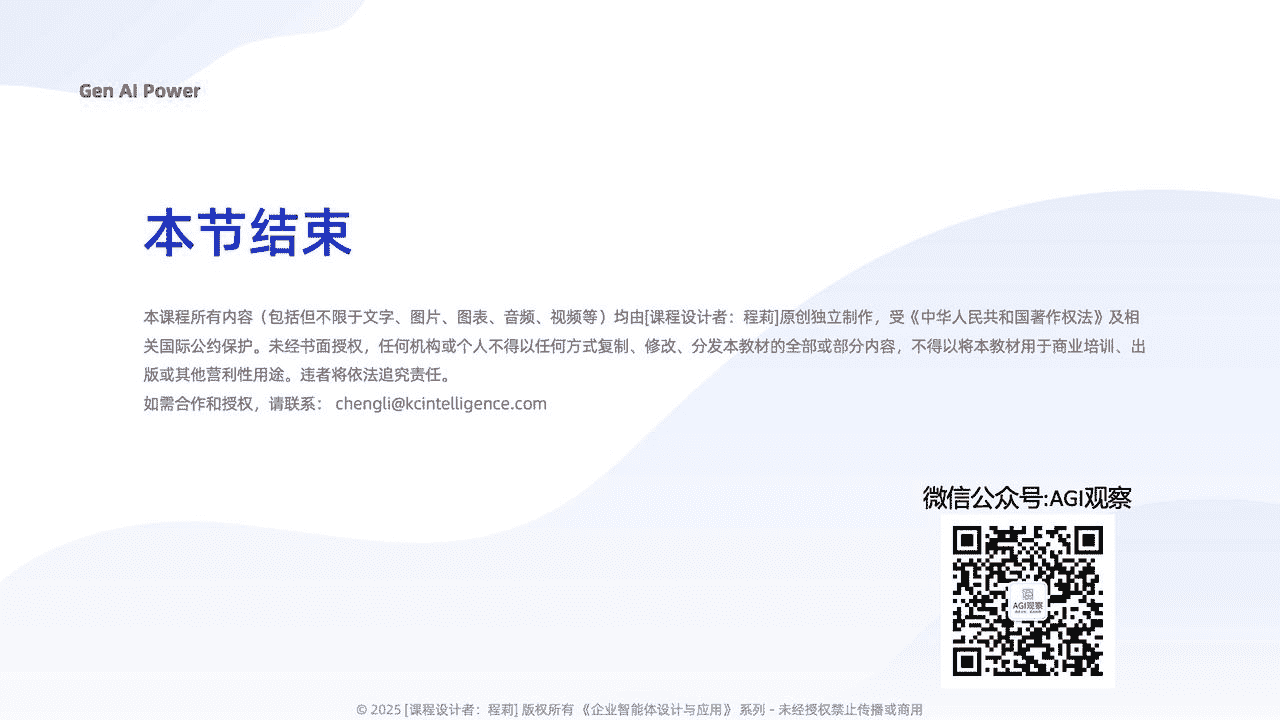 Gen AI Power
本节结束
本课程所有内容（包括但不限于文字、图片、图表、音频、视频等）均由[课程设计者：程莉]原创独立制作，受《中华人民共和国著作权法》及相
关国际公约保护。未经书面授权，任何机构或个人不得以任何方式复制、修改、分发本教材的全部或部分内容，不得以将本教材用于商业培训、出
版或其他营利性用途。违者将依法追究责任。
如需合作和授权，请联系： chengli@kcintelligence.com
微信公众号:AGI观察
AGI观察
© 2025 [课程设计者：程莉] 版权所有 《企业智能体设计与应用》 系列 - 未经授权禁止传播或商用